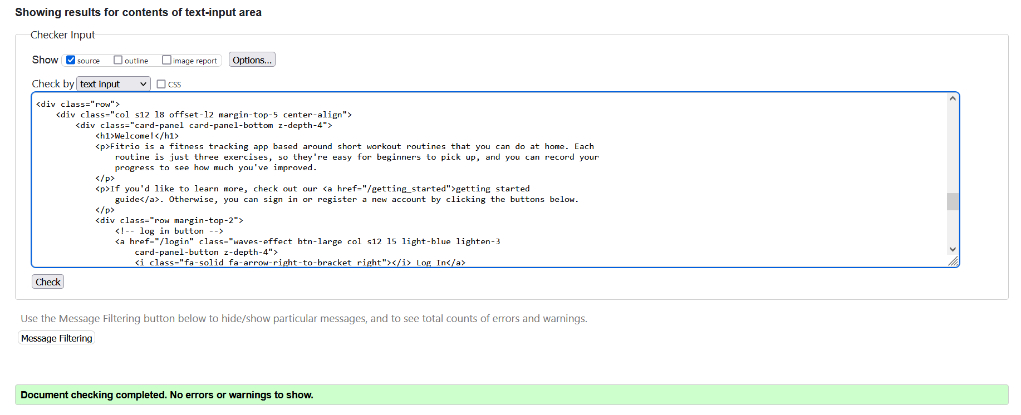 Showing results for contents of text-input area
Checker Input
Show source outline image report Options...
Check by text input CSS
<div class="row">
<div class="col s12 l8 offset-l2 margin-top-5 center-align">
<div class="card-panel card-panel-bottom z-depth-4">
<h1>Welcome!</h1>
<p>Fitrio is a fitness tracking app based around short workout routines that you can do at home. Each
routine is just three exercises, so they're easy for beginners to pick up, and you can record your
progress to see how much you've improved.
</p>
<p>If you'd like to learn more, check out our <a href="/getting_started">getting started
guide</a>. Otherwise, you can sign in or register a new account by clicking the buttons below.
</p>
<div class="row margin-top-2">
<!-- log in button -->
<a href="/login" class="waves-effect btn-large col s12 l5 light-blue lighten-3
card-panel-button z-depth-4">
<i class="fa-solid fa-arrow-right-to-bracket right"></i> Log In</a>
Check
Use the Message Filtering button below to hide/show particular messages, and to see total counts of errors and warnings.
Message Filtering
Document checking completed. No errors or warnings to show.